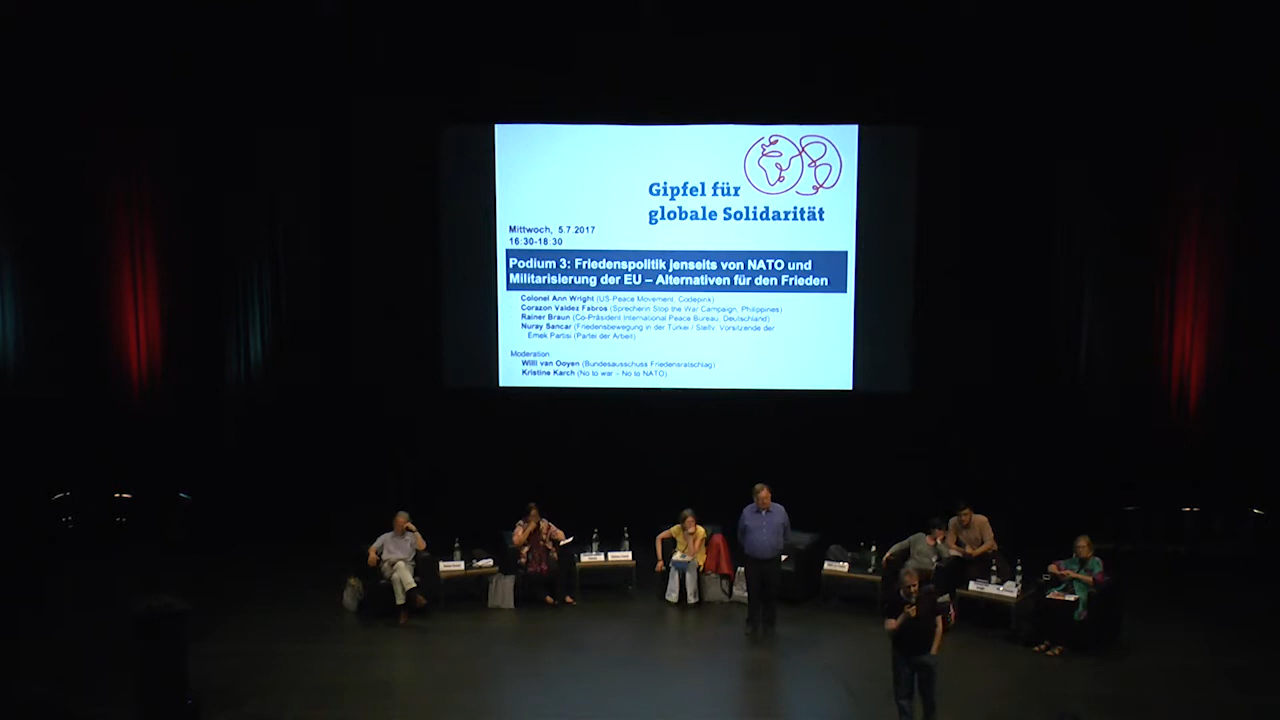 Gipfel für
globale Solidarität
Mittwoch, 5.7.2017
16:30-18:30
Podium 3: Friedenspolitik jenseits von NATO und
Militarisierung der EU – Alternativen für den Frieden
Colonel Ann Wright (US-Peace Movement, Codepink)
Corazon Valdez Fabros (Sprecherin Stop the War Campaign, Philippines)
Rainer Braun (Co-Präsident International Peace Bureau, Deutschland)
Nuray Sancar (Friedensbewegung in der Türkei / Stellv. Vorsitzende der
Emek Partisi (Partei der Arbeit)
Moderation
Willi van Ooyen (Bundesausschuss Friedensratschlag)
Kristine Karch (No to war – No to NATO)